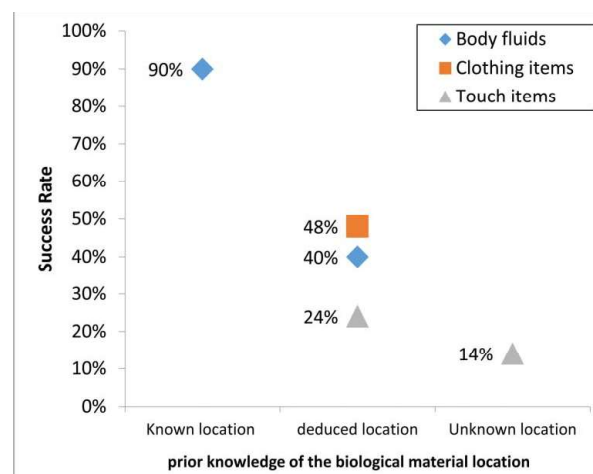 100%
90%
80%
70%
60%
50%
40%
30%
20%
10%
0%
Success Rate
90%
48%
40%
24%
14%
Body fluids
Clothing items
Touch items
Known location
deduced location
Unknown location
prior knowledge of the biological material location